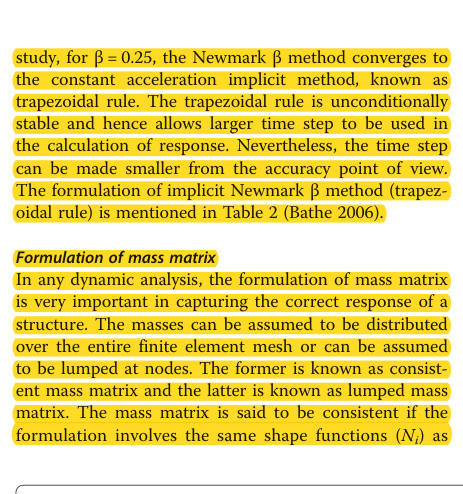 study, for β = 0.25, the Newmark β method converges to
the constant acceleration implicit method, known as
trapezoidal rule. The trapezoidal rule is unconditionally
stable and hence allows larger time step to be used in
the calculation of response. Nevertheless, the time step
can be made smaller from the accuracy point of view.
The formulation of implicit Newmark β method (trapez-
oidal rule) is mentioned in Table 2 (Bathe 2006).
Formulation of mass matrix
In any dynamic analysis, the formulation of mass matrix
is very important in capturing the correct response of a
structure. The masses can be assumed to be distributed
over the entire finite element mesh or can be assumed
to be lumped at nodes. The former is known as consist-
ent mass matrix and the latter is known as lumped mass
matrix. The mass matrix is said to be consistent if the
formulation involves the same shape functions (Nᵢ) as